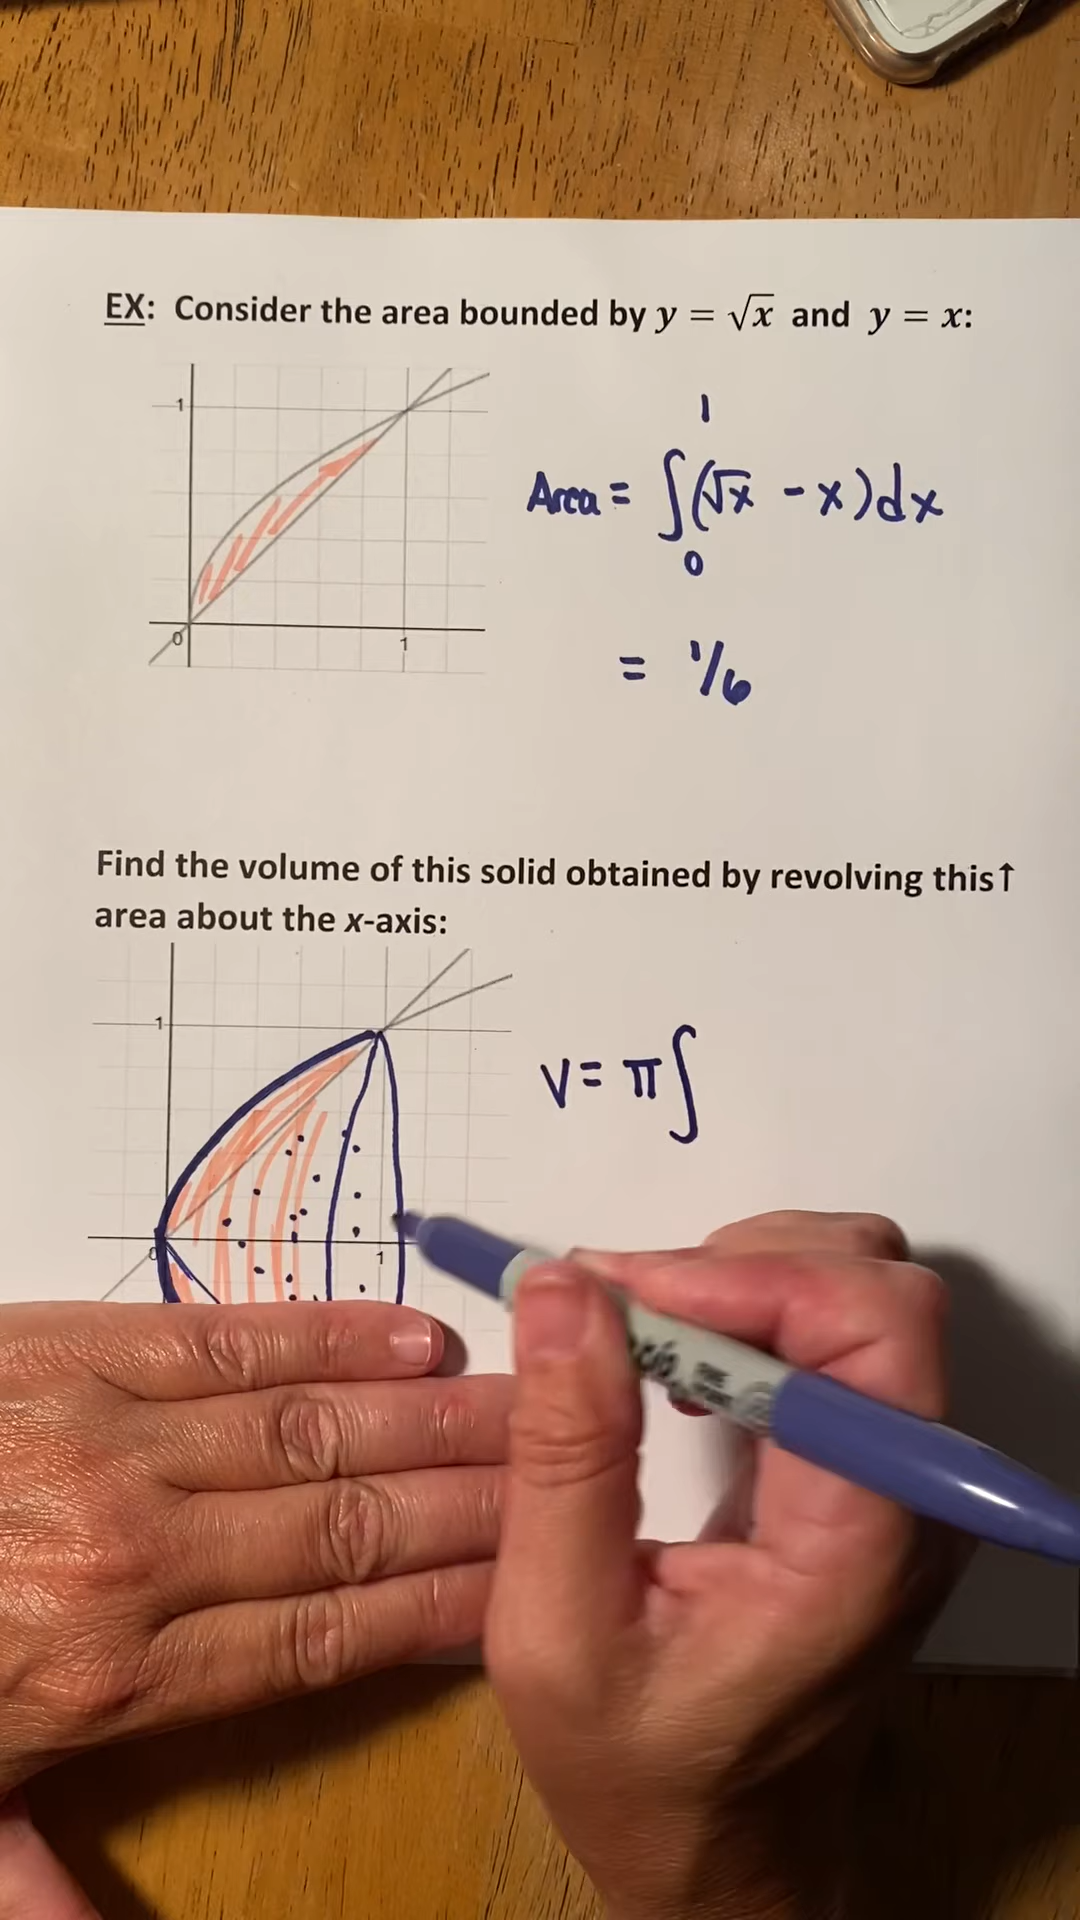 EX: Consider the area bounded by y = √x and y = x:
1
0
1
Area = ∫₀¹(√x - x)dx
= 1/6
Find the volume of this solid obtained by revolving this↑
area about the x-axis:
1
0
1
V = π∫